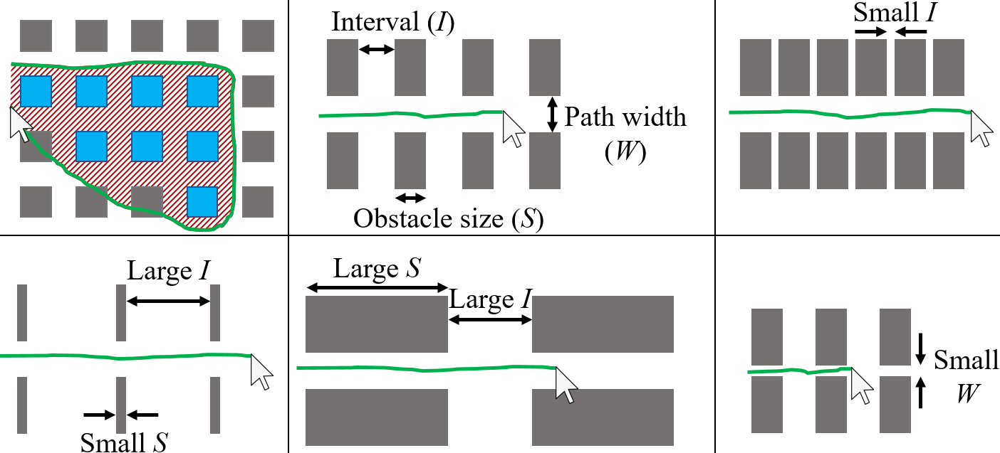 Interval (I)
Path width
(W)
Obstacle size (S)
Small I
Large I
Small S
Large S
Large I
Small
W